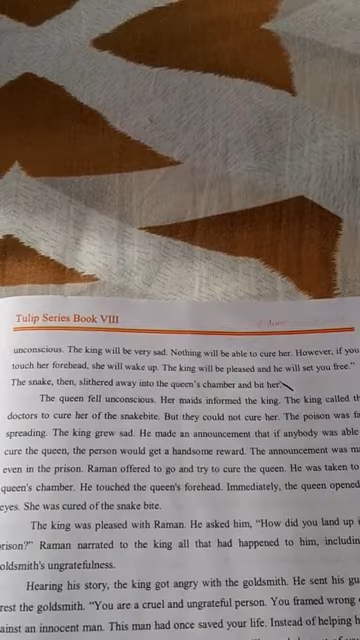 Tulip Series Book VIII
unconscious. The king will be very sad. Nothing will be able to cure her. However, if you
touch her forehead, she will wake up. The king will be pleased and he will set you free."
The snake, then, slithered away into the queen's chamber and bit her.
The queen fell unconscious. Her maids informed the king. The king called th
doctors to cure her of the snakebite. But they could not cure her. The poison was fa
spreading. The king grew sad. He made an announcement that if anybody was able
cure the queen, the person would get a handsome reward. The announcement was ma
even in the prison. Raman offered to go and try to cure the queen. He was taken to
queen's chamber. He touched the queen's forehead. Immediately, the queen opened
eyes. She was cured of the snake bite.
The king was pleased with Raman. He asked him, "How did you land up i
rison?" Raman narrated to the king all that had happened to him, includin
oldsmith's ungratefulness.
Hearing his story, the king got angry with the goldsmith. He sent his gu
rest the goldsmith. "You are a cruel and ungrateful person. You framed wrong
ainst an innocent man. This man had once saved your life. Instead of helping h